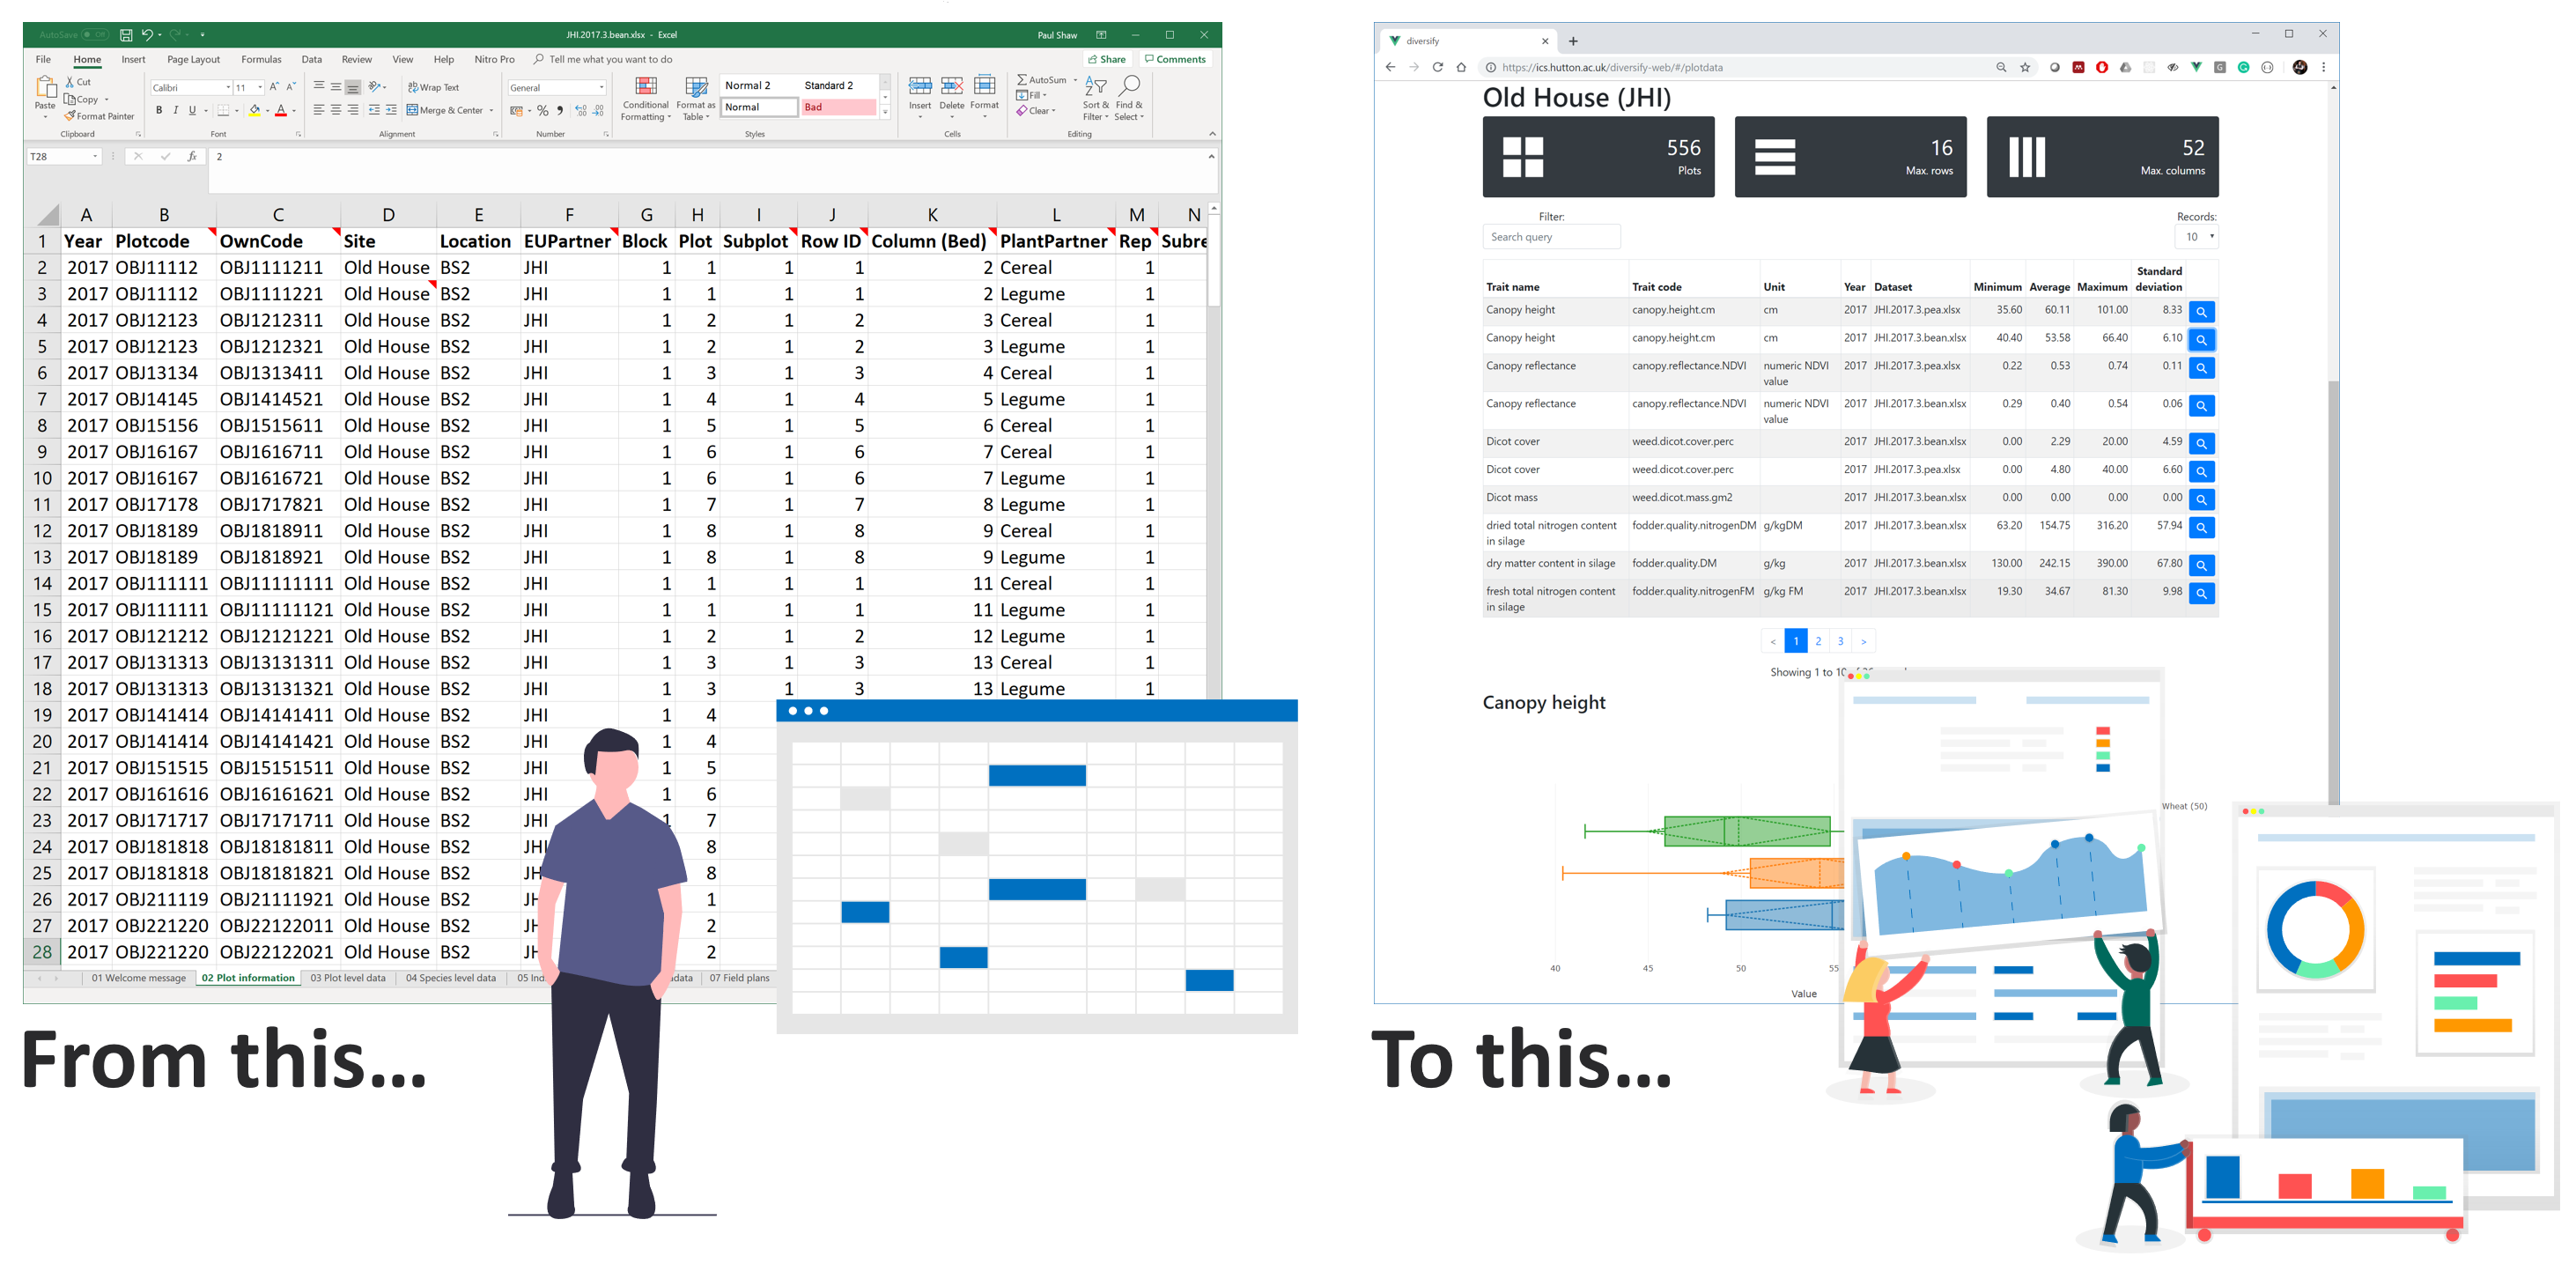 AutoSave Off JHI.2017.3.bean.xlsx - Excel Paul Shaw
File Home Insert Page Layout Formulas Data Review View Help Nitro Pro Tell me what you want to do Share Comments
Paste Cut Copy Format Painter Clipboard
Calibri 11 B I U Font
Wrap Text Merge & Center Alignment
General % Number
Conditional Formatting Format as Table Normal 2 Standard 2 Normal Bad Styles
Insert Delete Format Cells
AutoSum Fill Clear Sort & Filter Find & Select Editing
T28 fx 2
A B C D E F G H I J K L M N
1 Year Plotcode OwnCode Site Location EUPartner Block Plot Subplot Row ID Column (Bed) PlantPartner Rep Subre
2 2017 OBJ11112 OBJ1111211 Old House BS2 JHI 1 1 1 1 2 Cereal 1
3 2017 OBJ11112 OBJ1111221 Old House BS2 JHI 1 1 1 1 2 Legume 1
4 2017 OBJ12123 OBJ1212311 Old House BS2 JHI 1 2 1 2 3 Cereal 1
5 2017 OBJ12123 OBJ1212321 Old House BS2 JHI 1 2 1 2 3 Legume 1
6 2017 OBJ13134 OBJ1313411 Old House BS2 JHI 1 3 1 3 4 Cereal 1
7 2017 OBJ14145 OBJ1414521 Old House BS2 JHI 1 4 1 4 5 Legume 1
8 2017 OBJ15156 OBJ1515611 Old House BS2 JHI 1 5 1 5 6 Cereal 1
9 2017 OBJ16167 OBJ1616711 Old House BS2 JHI 1 6 1 6 7 Cereal 1
10 2017 OBJ16167 OBJ1616721 Old House BS2 JHI 1 6 1 6 7 Legume 1
11 2017 OBJ17178 OBJ1717821 Old House BS2 JHI 1 7 1 7 8 Legume 1
12 2017 OBJ18189 OBJ1818911 Old House BS2 JHI 1 8 1 8 9 Cereal 1
13 2017 OBJ18189 OBJ1818921 Old House BS2 JHI 1 8 1 8 9 Legume 1
14 2017 OBJ111111 OBJ11111111 Old House BS2 JHI 1 1 1 1 11 Cereal 1
15 2017 OBJ111111 OBJ11111121 Old House BS2 JHI 1 1 1 1 11 Legume 1
16 2017 OBJ121212 OBJ12121221 Old House BS2 JHI 1 2 1 2 12 Legume 1
17 2017 OBJ131313 OBJ13131311 Old House BS2 JHI 1 3 1 3 13 Cereal 1
18 2017 OBJ131313 OBJ13131321 Old House BS2 JHI 1 3 1 3 13 Legume 1
19 2017 OBJ141414 OBJ14141411 Old House BS2 JHI 1 4
20 2017 OBJ141414 OBJ14141421 Old House BS2 JHI 1 4
21 2017 OBJ151515 OBJ15151511 Old House BS2 JHI 1 5
22 2017 OBJ161616 OBJ16161621 Old House BS2 JHI 1 6
23 2017 OBJ171717 OBJ17171711 Old House BS2 JHI 1 7
24 2017 OBJ181818 OBJ18181811 Old House BS2 JHI 8
25 2017 OBJ181818 OBJ18181821 Old House BS2 JH 8
26 2017 OBJ211119 OBJ21111921 Old House BS2 JH 1
27 2017 OBJ221220 OBJ22122011 Old House BS2 JH 2
28 2017 OBJ221220 OBJ22122021 Old House BS2 JH 2
01 Welcome message 02 Plot information 03 Plot level data 04 Species level data 05 Ind data 07 Field plans
From this...
diversify
https://ics.hutton.ac.uk/diversify-web/#/plotdata
Old House (JHI)
556 Plots
16 Max. rows
52 Max. columns
Filter: Records:
Search query 10
Trait name Trait code Unit Year Dataset Minimum Average Maximum Standard deviation
Canopy height canopy.height.cm cm 2017 JHI.2017.3.pea.xlsx 35.60 60.11 101.00 8.33
Canopy height canopy.height.cm cm 2017 JHI.2017.3.bean.xlsx 40.40 53.58 66.40 6.10
Canopy reflectance canopy.reflectance.NDVI numeric NDVI value 2017 JHI.2017.3.pea.xlsx 0.22 0.53 0.74 0.11
Canopy reflectance canopy.reflectance.NDVI numeric NDVI value 2017 JHI.2017.3.bean.xlsx 0.29 0.40 0.54 0.06
Dicot cover weed.dicot.cover.perc 2017 JHI.2017.3.bean.xlsx 0.00 2.29 20.00 4.59
Dicot cover weed.dicot.cover.perc 2017 JHI.2017.3.pea.xlsx 0.00 4.80 40.00 6.60
Dicot mass weed.dicot.mass.gm2 2017 JHI.2017.3.bean.xlsx 0.00 0.00 0.00 0.00
dried total nitrogen content in silage fodder.quality.nitrogenDM g/kgDM 2017 JHI.2017.3.bean.xlsx 63.20 154.75 316.20 57.94
dry matter content in silage fodder.quality.DM g/kg 2017 JHI.2017.3.bean.xlsx 130.00 242.15 390.00 67.80
fresh total nitrogen content in silage fodder.quality.nitrogenFM g/kg FM 2017 JHI.2017.3.bean.xlsx 19.30 34.67 81.30 9.98
< 1 2 3 >
Showing 1 to 10
Canopy height
Wheat (50)
40 45 50 55
Value
To this...